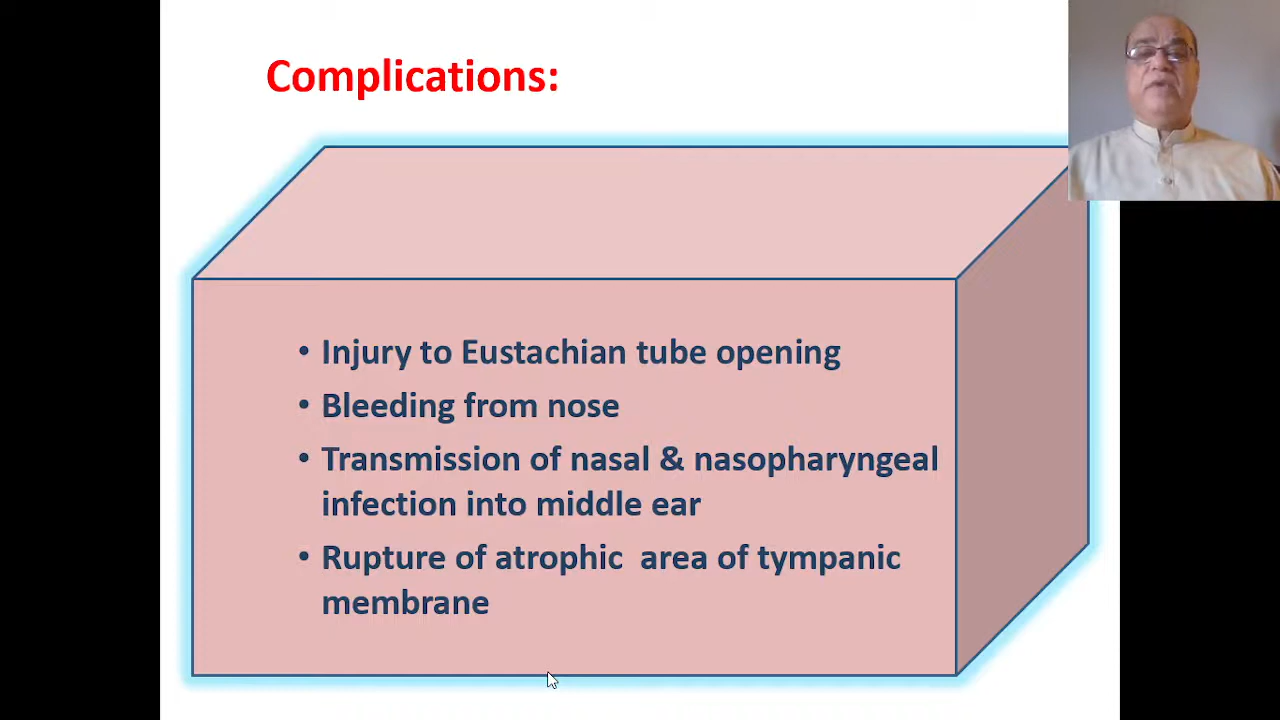 Complications:
• Injury to Eustachian tube opening
• Bleeding from nose
• Transmission of nasal & nasopharyngeal
infection into middle ear
• Rupture of atrophic  area of tympanic
membrane